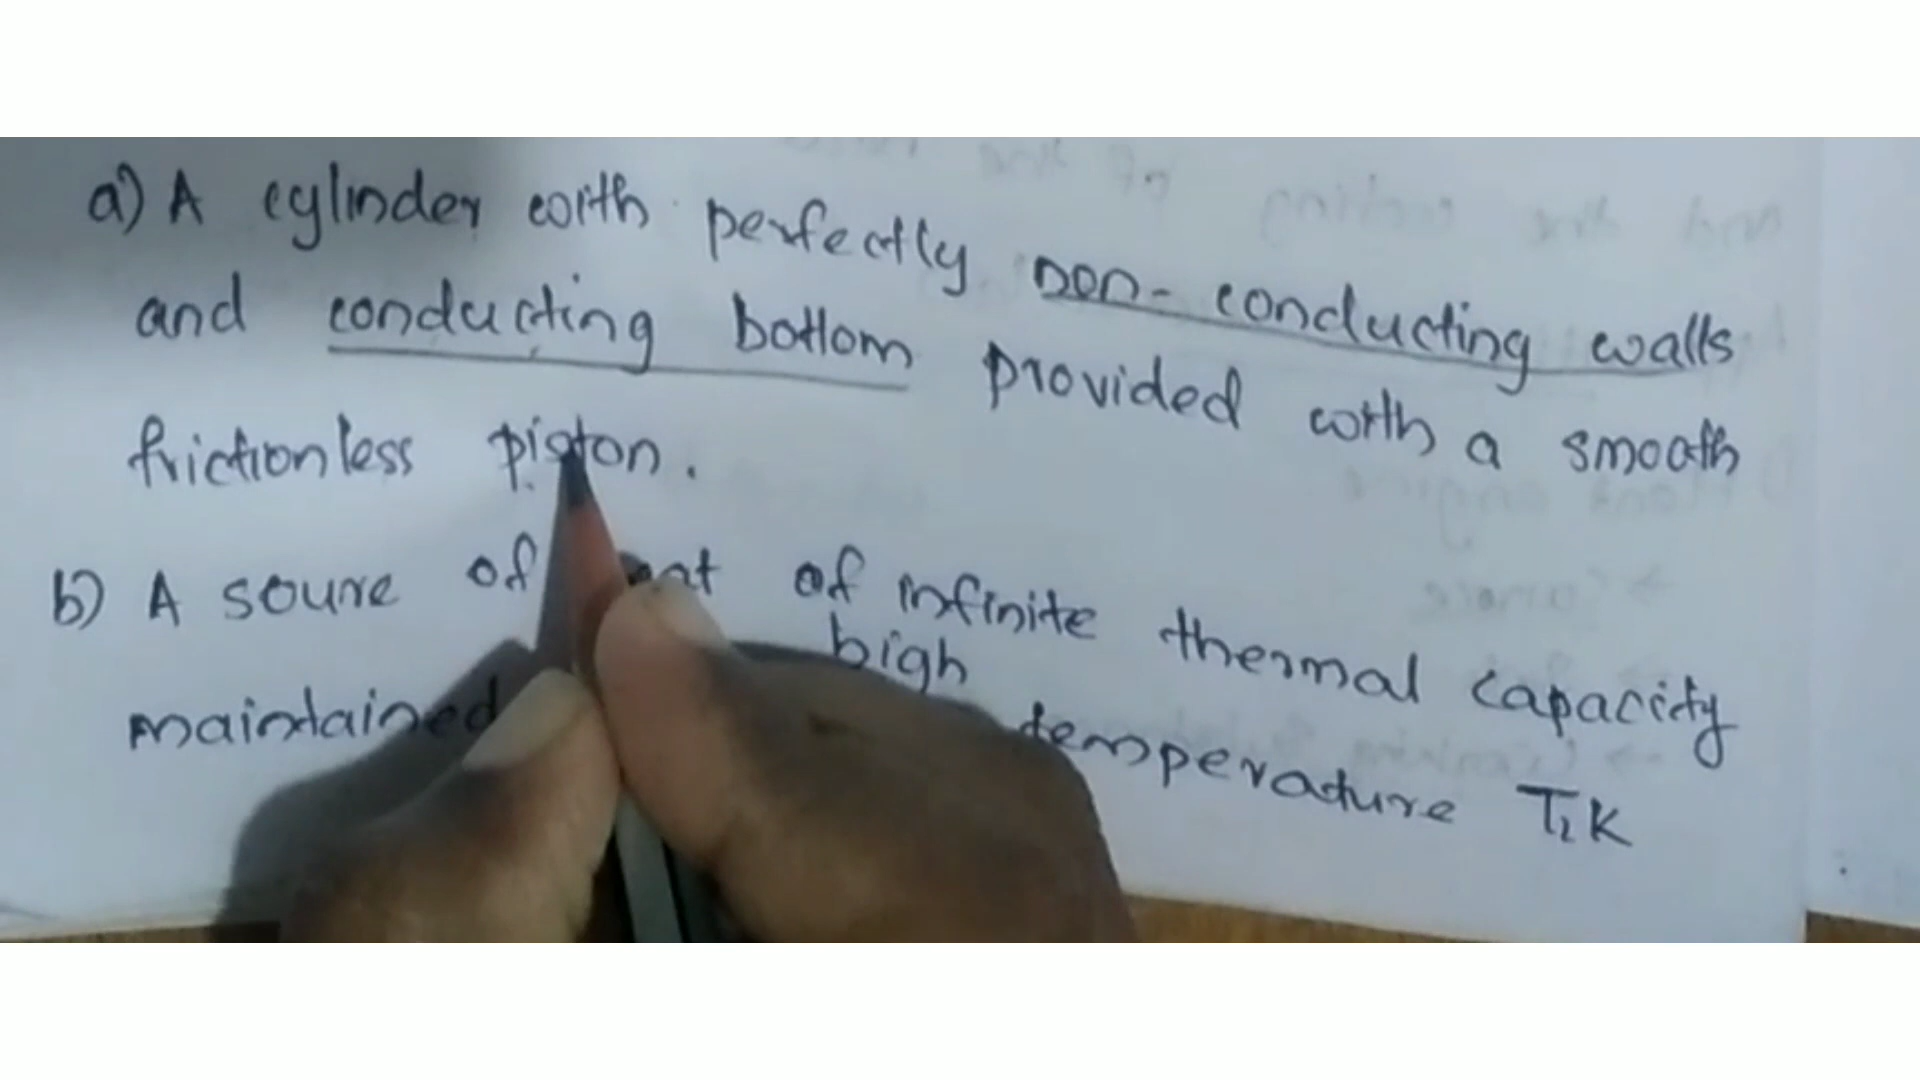 a) A cylinder with perfectly non-conducting walls
and conducting bottom provided with a smooth
frictionless piston.
b) A soure of of infinite thermal capacity
maintained high temperature T₁K